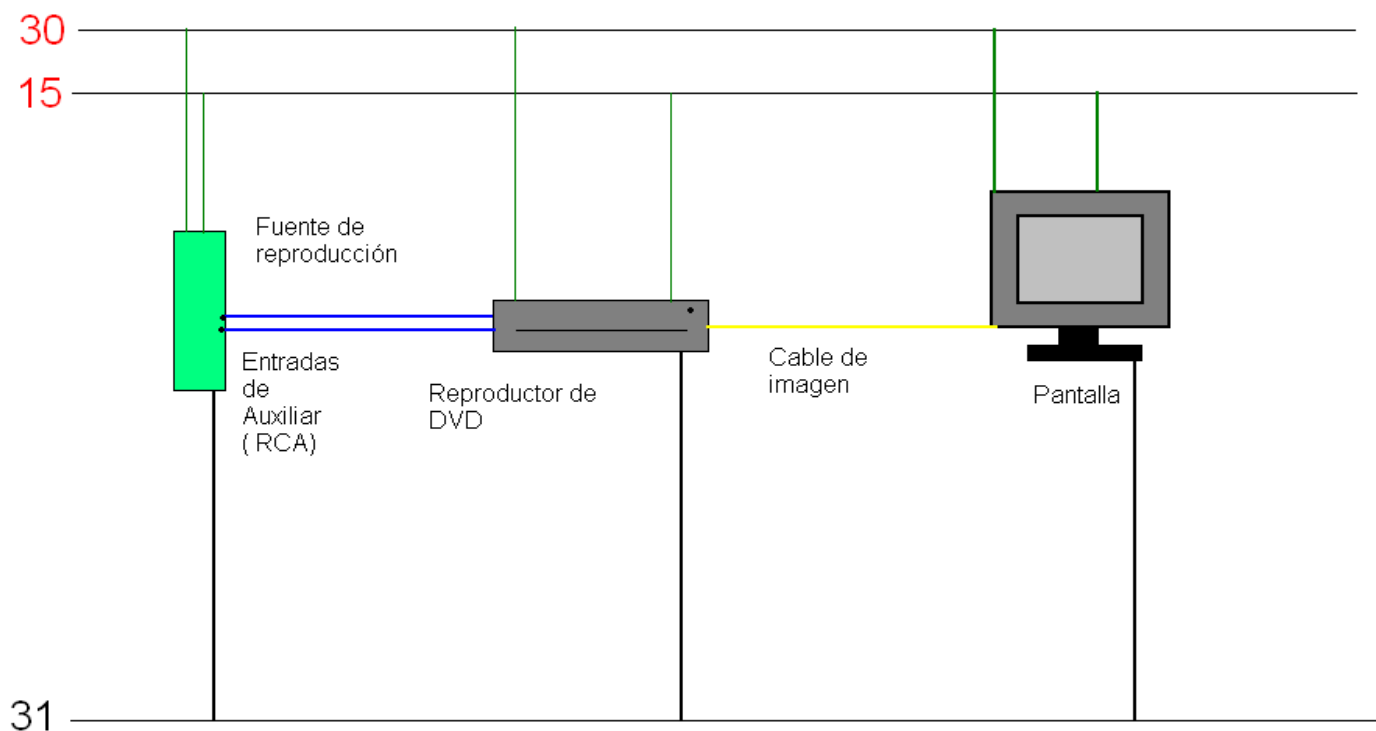 30
15
Fuente de
reproducción
Entradas
de
Auxiliar
( RCA)
Reproductor de
DVD
Cable de
imagen
Pantalla
31